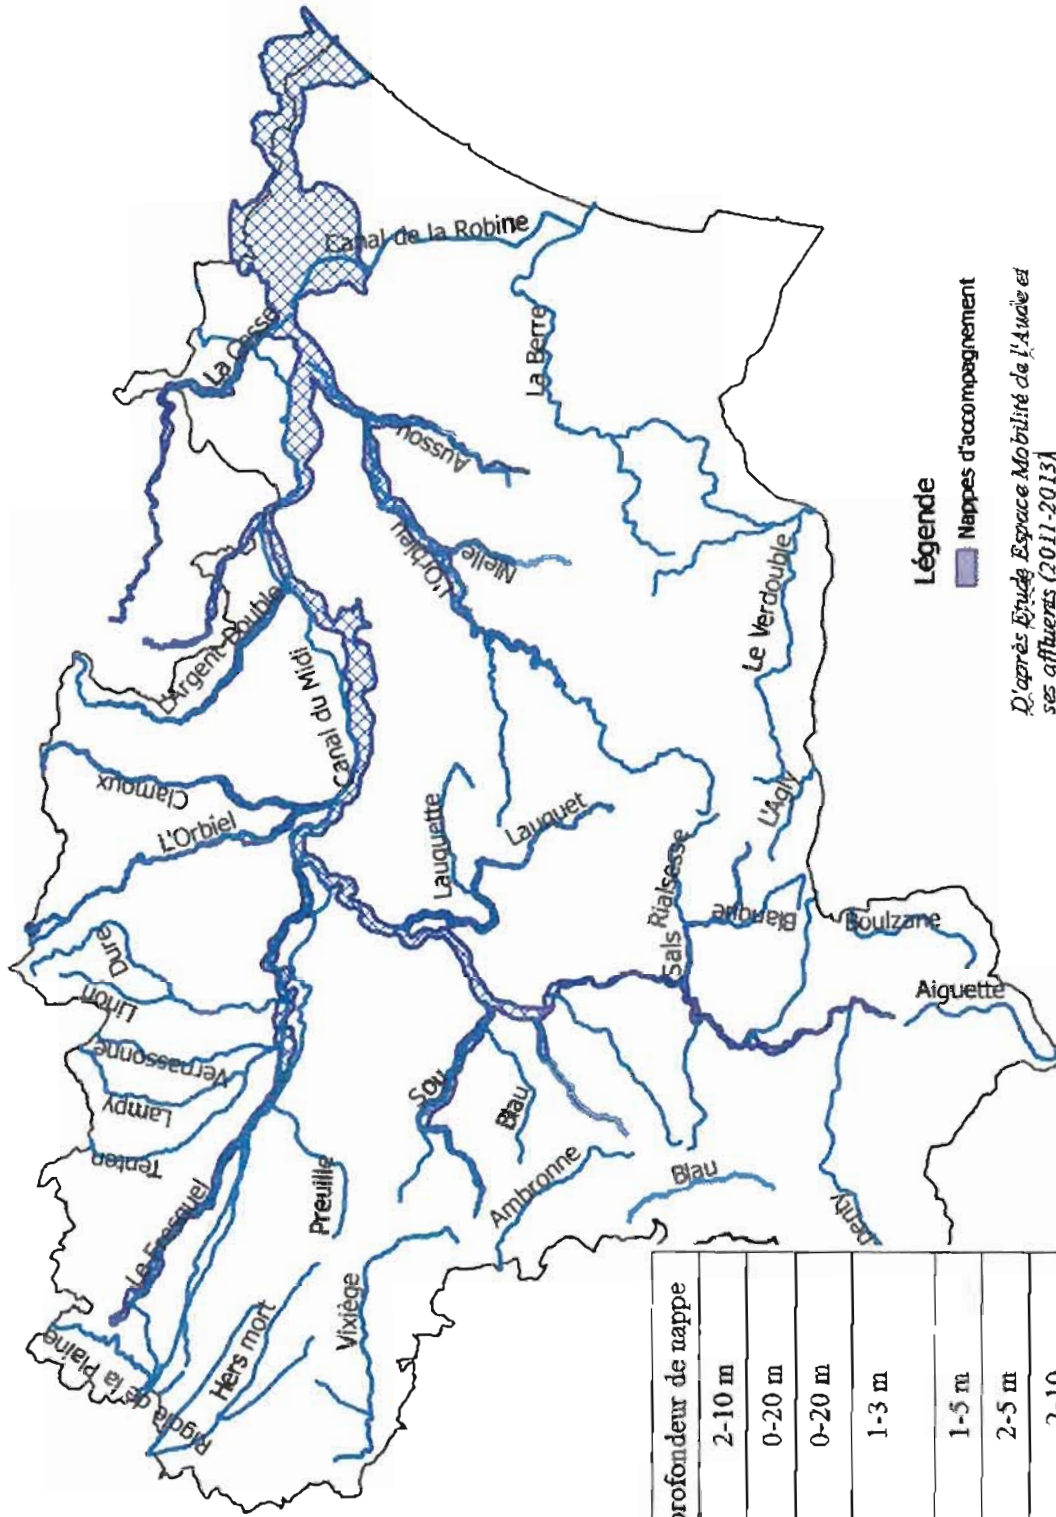 Canal de la Robine
La Cesse
La Berre
Aussou
L'Orbieu
Nielle
L'Argent-Double
Canal du Midi
Le Verdouble
Clamoux
L'Orbiel
Lauquette
Lauquet
L'Agly
Rialsesse
Sals
Blanque
Boulzane
Aiguette
Dure
Linon
Vernassonne
Lampy
Tenten
Le Fresquel
Preuille
Sou
Blau
Ambronne
Blau
Rigole de la Plaine
Hers mort
Vixiège
Légende
Nappes d'accompagnement
D'après Etude Espace Mobilité de l'Aude et
ses affluents (2011-2013)
profondeur de nappe
2-10 m
0-20 m
0-20 m
1-3 m
1-5 m
2-5 m
2-10